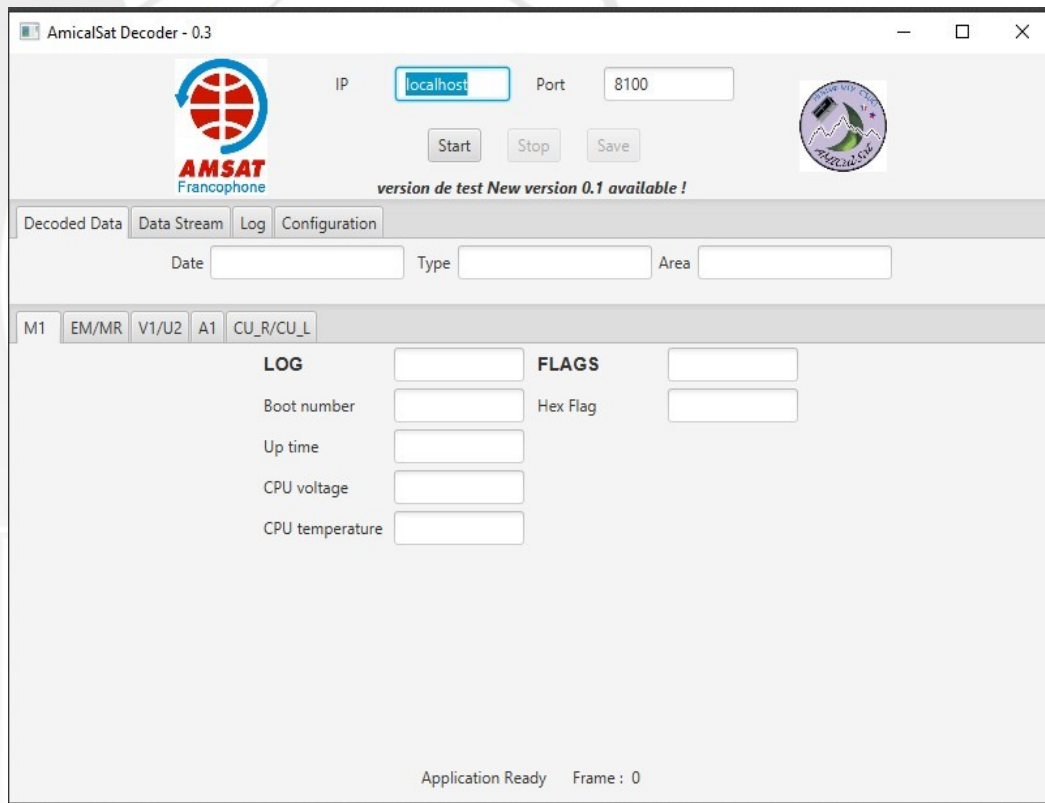 AmicalSat Decoder - 0.3
IP localhost Port 8100
Start Stop Save
AMSAT
Francophone
AMICALSAT
version de test New version 0.1 available !
Decoded Data Data Stream Log Configuration
Date Type Area
M1 EM/MR V1/U2 A1 CU_R/CU_L
LOG FLAGS
Boot number Hex Flag
Up time
CPU voltage
CPU temperature
Application Ready Frame : 0